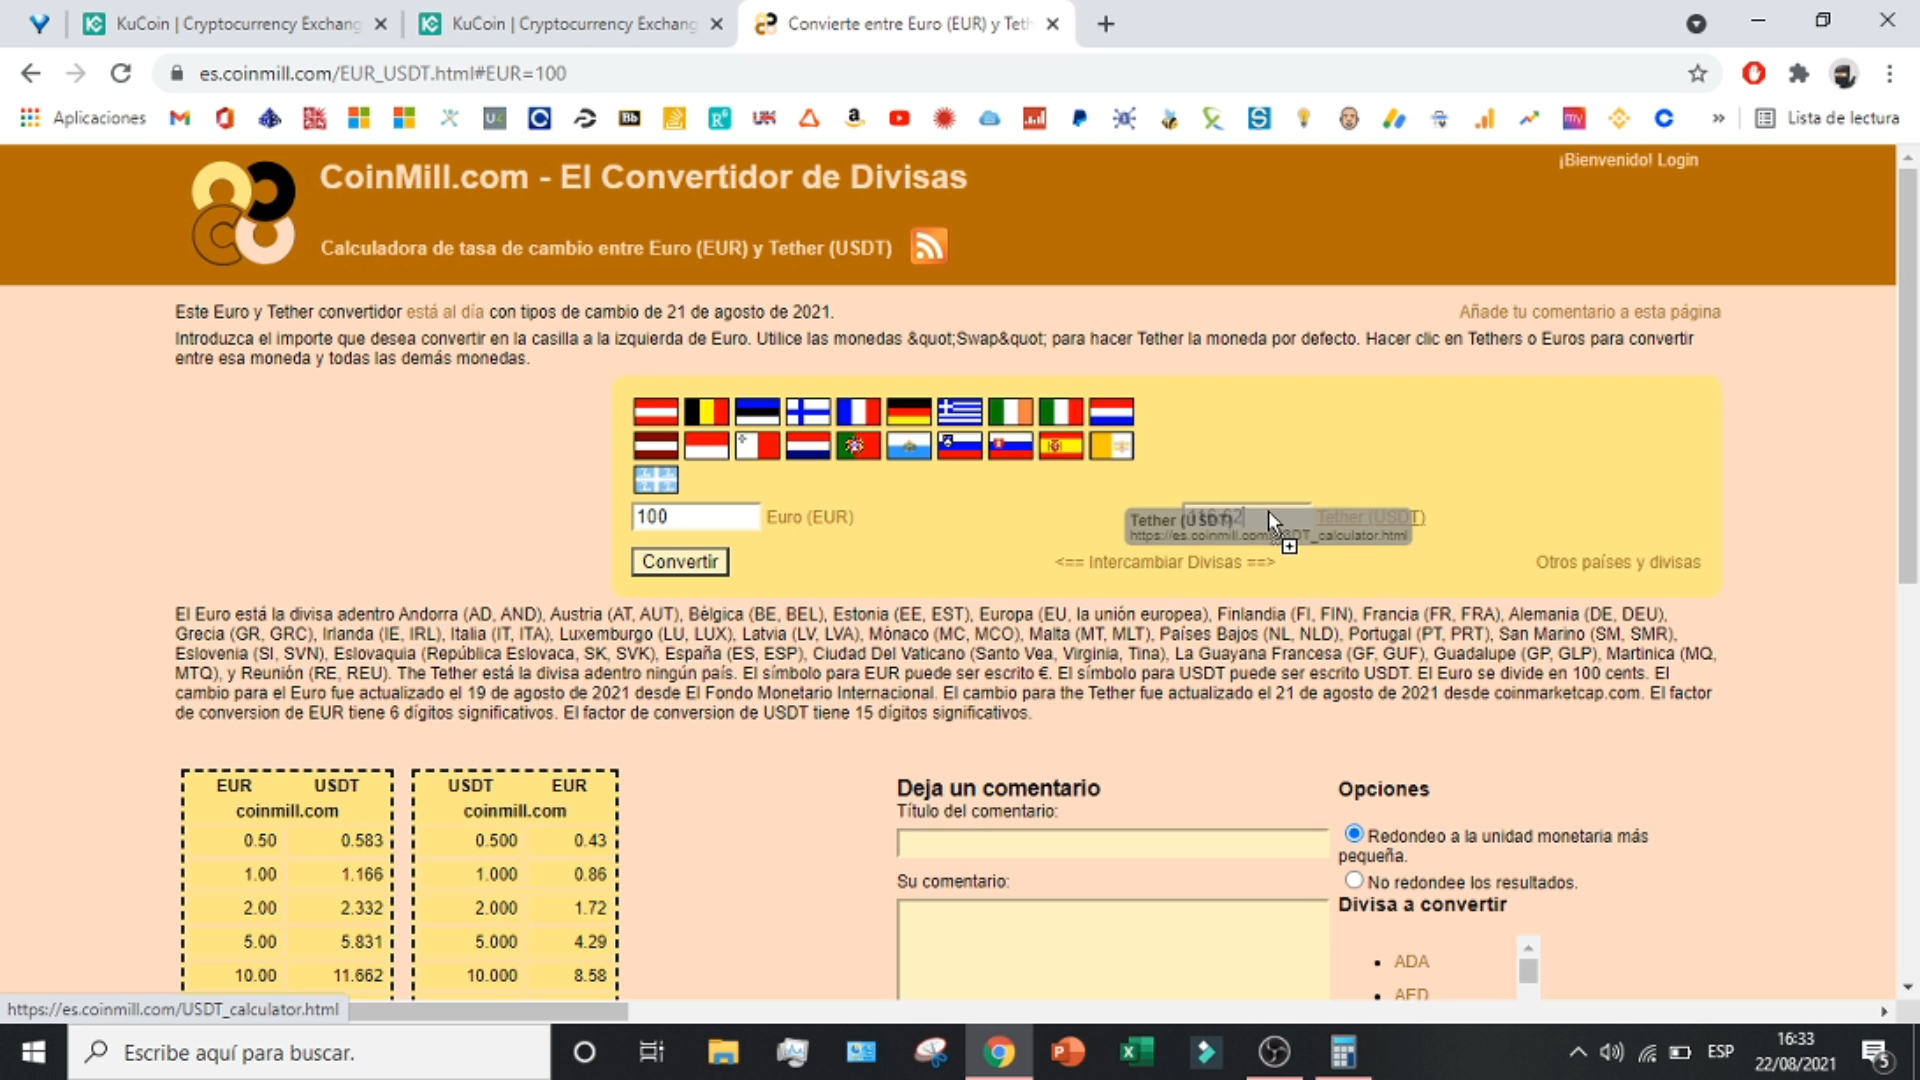 KuCoin | Cryptocurrency Exchang
KuCoin | Cryptocurrency Exchang
Convierte entre Euro (EUR) y Teth
es.coinmill.com/EUR_USDT.html#EUR=100
Aplicaciones
Bb
my
Lista de lectura
CoinMill.com - El Convertidor de Divisas
¡Bienvenido! Login
Calculadora de tasa de cambio entre Euro (EUR) y Tether (USDT)
Este Euro y Tether convertidor está al día con tipos de cambio de 21 de agosto de 2021.
Añade tu comentario a esta página
Introduzca el importe que desea convertir en la casilla a la izquierda de Euro. Utilice las monedas &quot;Swap&quot; para hacer Tether la moneda por defecto. Hacer clic en Tethers o Euros para convertir
entre esa moneda y todas las demás monedas.
100 Euro (EUR)
Tether (USDT)
Tether (USDT)
Convertir
<== Intercambiar Divisas ==>
Otros países y divisas
El Euro está la divisa adentro Andorra (AD, AND), Austria (AT, AUT), Bélgica (BE, BEL), Estonia (EE, EST), Europa (EU, la unión europea), Finlandia (FI, FIN), Francia (FR, FRA), Alemania (DE, DEU),
Grecia (GR, GRC), Irlanda (IE, IRL), Italia (IT, ITA), Luxemburgo (LU, LUX), Latvia (LV, LVA), Mónaco (MC, MCO), Malta (MT, MLT), Países Bajos (NL, NLD), Portugal (PT, PRT), San Marino (SM, SMR),
Eslovenia (SI, SVN), Eslovaquia (República Eslovaca, SK, SVK), España (ES, ESP), Ciudad Del Vaticano (Santo Vea, Virginia, Tina), La Guayana Francesa (GF, GUF), Guadalupe (GP, GLP), Martinica (MQ,
MTQ), y Reunión (RE, REU). The Tether está la divisa adentro ningún país. El símbolo para EUR puede ser escrito €. El símbolo para USDT puede ser escrito USDT. El Euro se divide en 100 cents. El
cambio para el Euro fue actualizado el 19 de agosto de 2021 desde El Fondo Monetario Internacional. El cambio para the Tether fue actualizado el 21 de agosto de 2021 desde coinmarketcap.com. El factor
de conversion de EUR tiene 6 dígitos significativos. El factor de conversion de USDT tiene 15 dígitos significativos.
EUR USDT
coinmill.com
0.50 0.583
1.00 1.166
2.00 2.332
5.00 5.831
10.00 11.662
USDT EUR
coinmill.com
0.500 0.43
1.000 0.86
2.000 1.72
5.000 4.29
10.000 8.58
Deja un comentario
Título del comentario:
Su comentario:
Opciones
Redondeo a la unidad monetaria más
pequeña.
No redondee los resultados.
Divisa a convertir
ADA
AED
https://es.coinmill.com/USDT_calculator.html
Escribe aquí para buscar.
ESP
16:33
22/08/2021
5